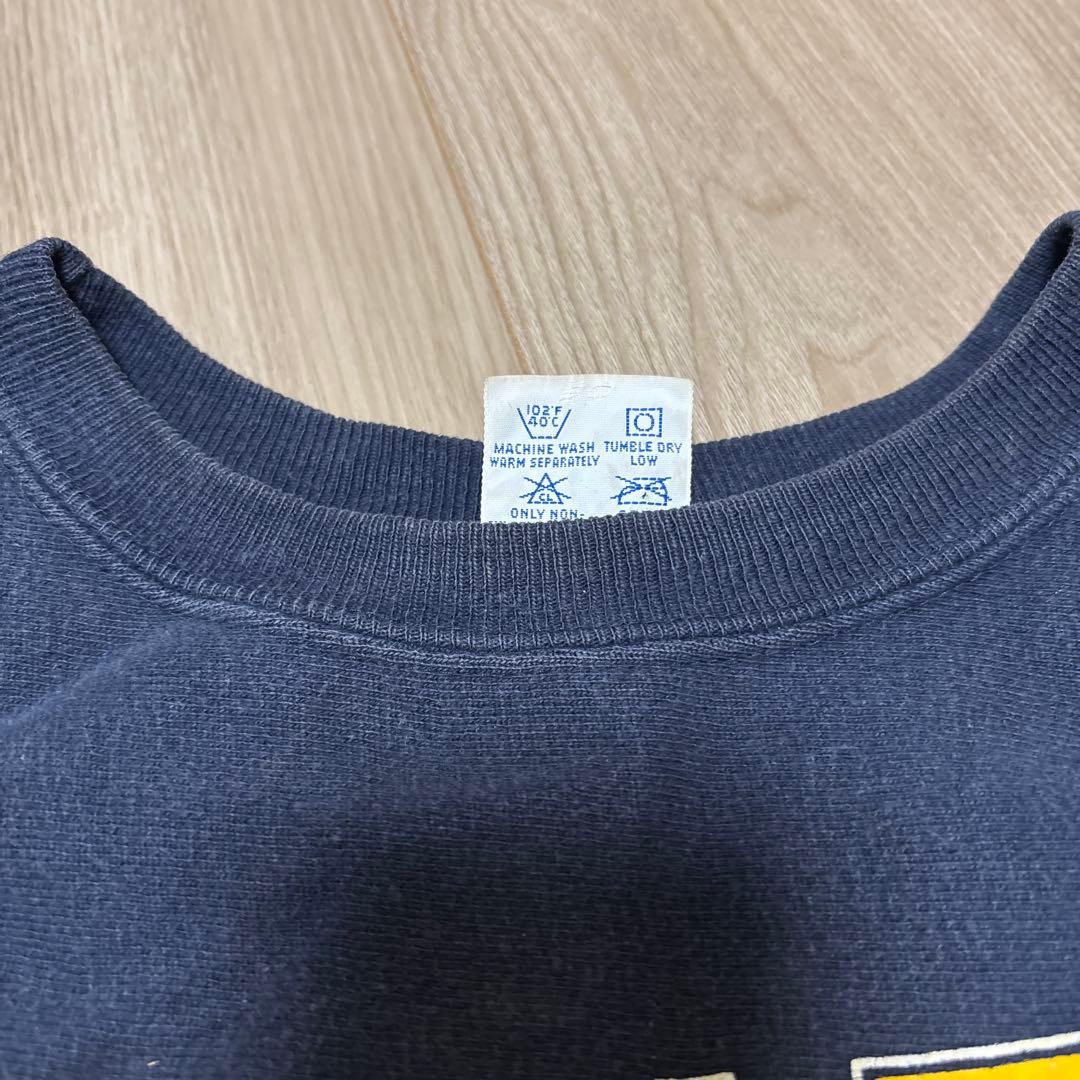 102°F
40°C
MACHINE WASH
WARM SEPARATELY
TUMBLE DRY
LOW
CL
ONLY NON-